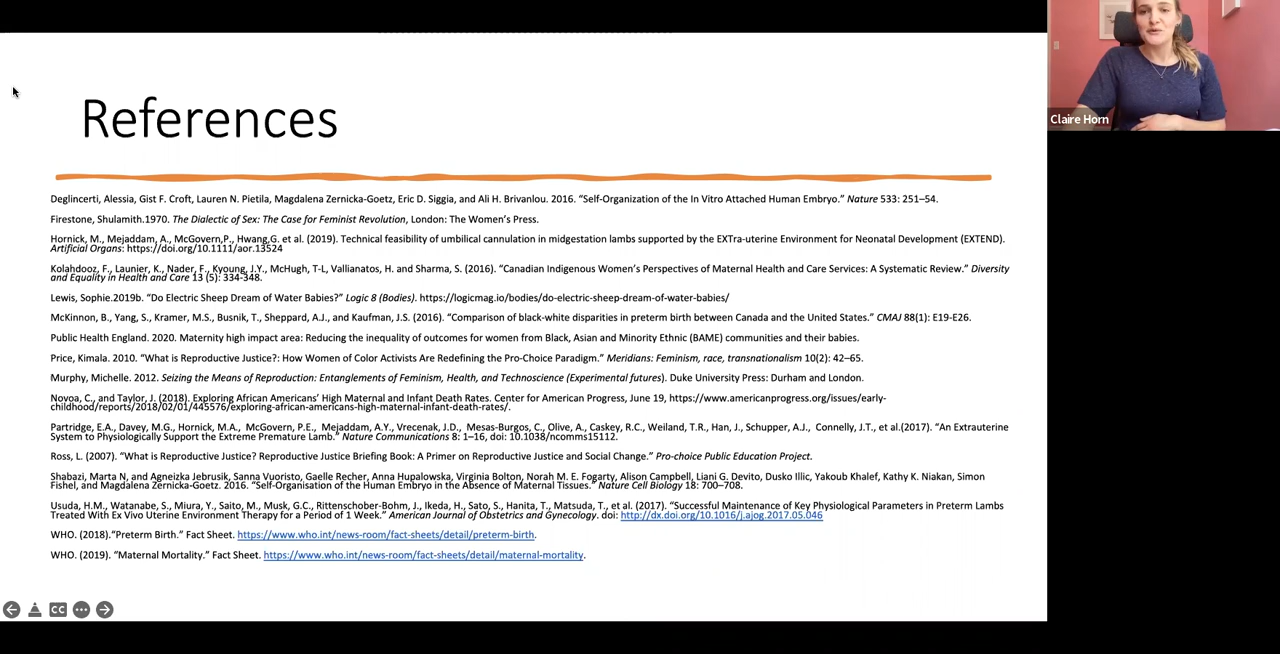 References
Deglincerti, Alessia, Gist F. Croft, Lauren N. Pietila, Magdalena Zernicka-Goetz, Eric D. Siggia, and Ali H. Brivanlou. 2016. “Self-Organization of the In Vitro Attached Human Embryo.” Nature 533: 251–54.
Firestone, Shulamith.1970. The Dialectic of Sex: The Case for Feminist Revolution, London: The Women’s Press.
Hornick, M., Mejaddam, A., McGovern,P., Hwang,G. et al. (2019). Technical feasibility of umbilical cannulation in midgestation lambs supported by the EXTra-uterine Environment for Neonatal Development (EXTEND).
Artificial Organs: https://doi.org/10.1111/aor.13524
Kolahdooz, F., Launier, K., Nader, F., Kyoung, J.Y., McHugh, T-L, Vallianatos, H. and Sharma, S. (2016). “Canadian Indigenous Women’s Perspectives of Maternal Health and Care Services: A Systematic Review.” Diversity
and Equality in Health and Care 13 (5): 334-348.
Lewis, Sophie.2019b. “Do Electric Sheep Dream of Water Babies?” Logic 8 (Bodies). https://logicmag.io/bodies/do-electric-sheep-dream-of-water-babies/
McKinnon, B., Yang, S., Kramer, M.S., Busnik, T., Sheppard, A.J., and Kaufman, J.S. (2016). “Comparison of black-white disparities in preterm birth between Canada and the United States.” CMAJ 88(1): E19-E26.
Public Health England. 2020. Maternity high impact area: Reducing the inequality of outcomes for women from Black, Asian and Minority Ethnic (BAME) communities and their babies.
Price, Kimala. 2010. “What is Reproductive Justice?: How Women of Color Activists Are Redefining the Pro-Choice Paradigm.” Meridians: Feminism, race, transnationalism 10(2): 42–65.
Murphy, Michelle. 2012. Seizing the Means of Reproduction: Entanglements of Feminism, Health, and Technoscience (Experimental futures). Duke University Press: Durham and London.
Novoa, C., and Taylor, J. (2018). Exploring African Americans’ High Maternal and Infant Death Rates. Center for American Progress, June 19, https://www.americanprogress.org/issues/early-
childhood/reports/2018/02/01/445576/exploring-african-americans-high-maternal-infant-death-rates/.
Partridge, E.A., Davey, M.G., Hornick, M.A., McGovern, P.E., Mejaddam, A.Y., Vrecenak, J.D., Mesas-Burgos, C., Olive, A., Caskey, R.C., Weiland, T.R., Han, J., Schupper, A.J., Connelly, J.T., et al.(2017). “An Extrauterine
System to Physiologically Support the Extreme Premature Lamb.” Nature Communications 8: 1–16, doi: 10.1038/ncomms15112.
Ross, L. (2007). “What is Reproductive Justice? Reproductive Justice Briefing Book: A Primer on Reproductive Justice and Social Change.” Pro-choice Public Education Project.
Shabazi, Marta N, and Agneizka Jebrusik, Sanna Vuoristo, Gaelle Recher, Anna Hupalowska, Virginia Bolton, Norah M. E. Fogarty, Alison Campbell, Liani G. Devito, Dusko Illic, Yakoub Khalef, Kathy K. Niakan, Simon
Fishel, and Magdalena Zernicka-Goetz. 2016. “Self-Organisation of the Human Embryo in the Absence of Maternal Tissues.” Nature Cell Biology 18: 700–708.
Usuda, H.M., Watanabe, S., Miura, Y., Saito, M., Musk, G.C., Rittenschober-Bohm, J., Ikeda, H., Sato, S., Hanita, T., Matsuda, T., et al. (2017). “Successful Maintenance of Key Physiological Parameters in Preterm Lambs
Treated With Ex Vivo Uterine Environment Therapy for a Period of 1 Week.” American Journal of Obstetrics and Gynecology. doi: http://dx.doi.org/10.1016/j.ajog.2017.05.046
WHO. (2018).“Preterm Birth.” Fact Sheet. https://www.who.int/news-room/fact-sheets/detail/preterm-birth.
WHO. (2019). “Maternal Mortality.” Fact Sheet. https://www.who.int/news-room/fact-sheets/detail/maternal-mortality.
CC
Claire Horn